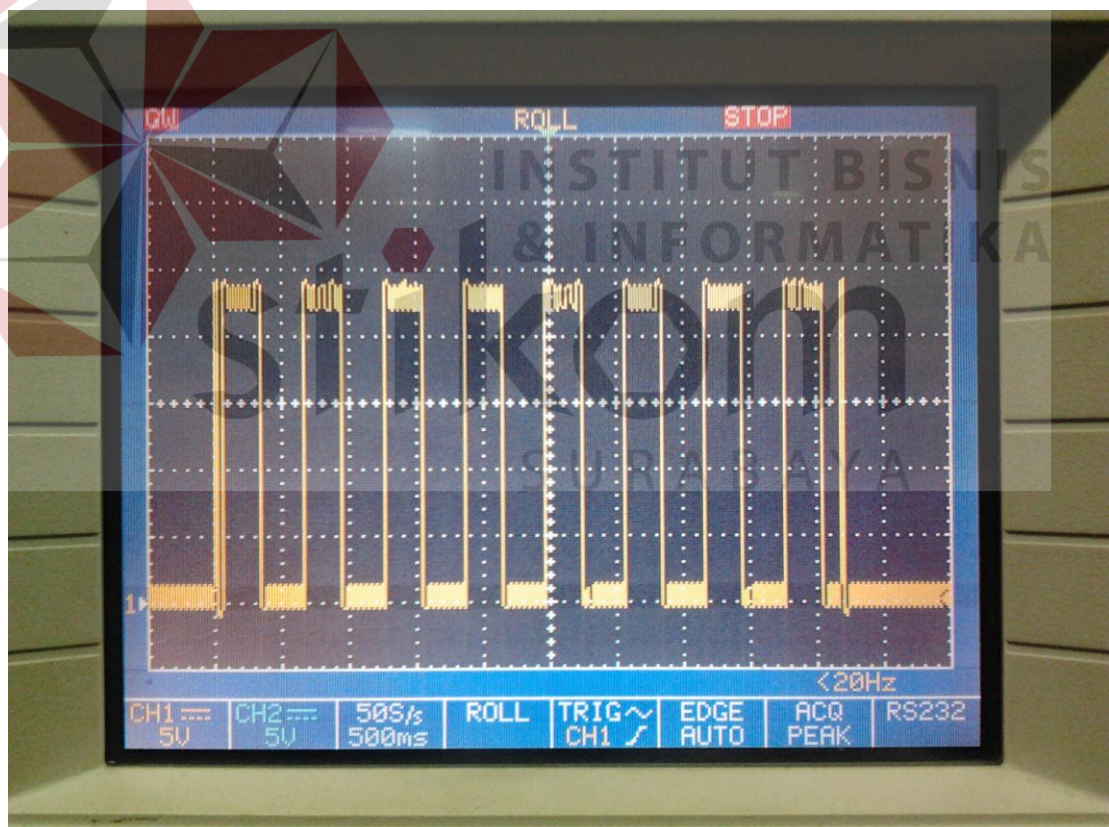 GW ROLL STOP
INSTITUT BISNIS
& INFORMATIKA
stikom
SURABAYA
1
<20Hz
CH1 CH2 50S/s ROLL TRIG EDGE ACQ RS232
5V 5V 500ms CH1 AUTO PEAK